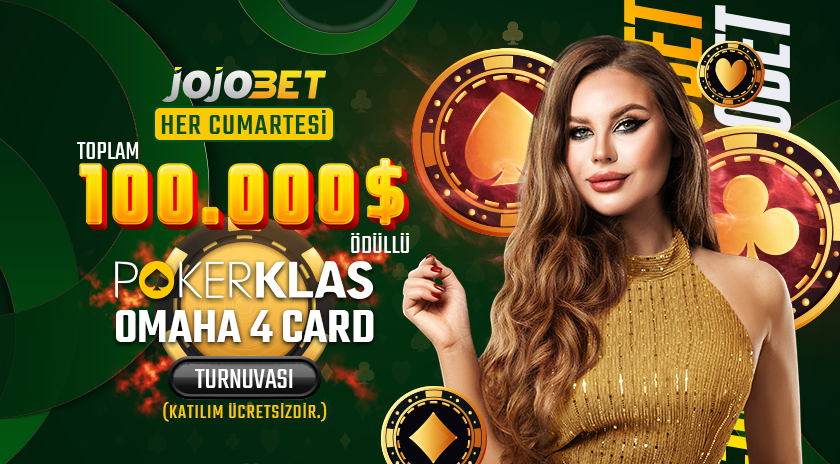 JOJOBET
HER CUMARTESİ
TOPLAM
100.000$
ÖDÜLLÜ
POKERKLAS
OMAHA 4 CARD
TURNUVASI
(KATILIM ÜCRETSİZDİR.)